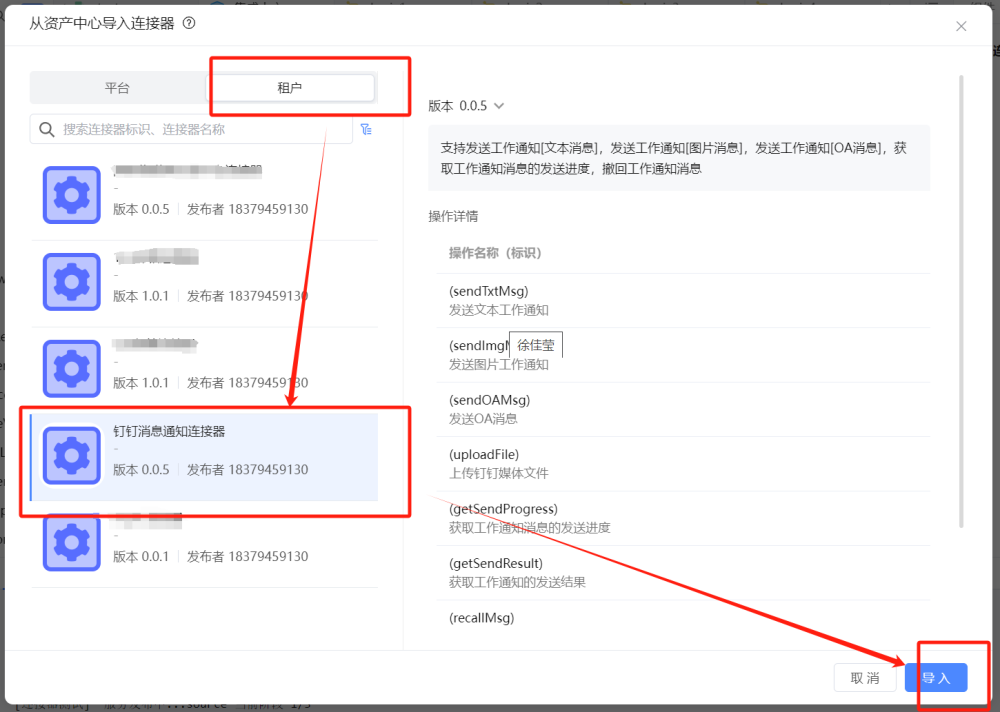 从资产中心导入连接器
平台
租户
搜索连接器标识、连接器名称
-
版本 0.0.5 发布者 18379459130
-
版本 1.0.1 发布者 18379459130
-
版本 1.0.1 发布者 18379459130
钉钉消息通知连接器
-
版本 0.0.5 发布者 18379459130
-
版本 0.0.1 发布者 18379459130
版本 0.0.5
支持发送工作通知[文本消息]，发送工作通知[图片消息]，发送工作通知[OA消息]，获
取工作通知消息的发送进度，撤回工作通知消息
操作详情
操作名称（标识）
(sendTxtMsg)
发送文本工作通知
(sendImgM
徐佳莹
发送图片工作通知
(sendOAMsg)
发送OA消息
(uploadFile)
上传钉钉媒体文件
(getSendProgress)
获取工作通知消息的发送进度
(getSendResult)
获取工作通知的发送结果
(recallMsg)
取消
导入